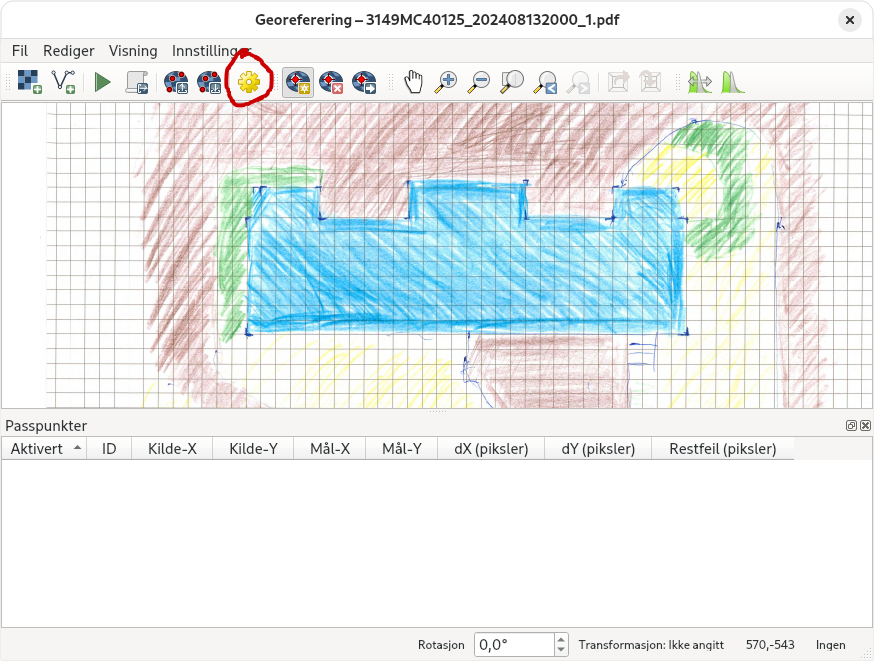 Georeferering – 3149MC40125_202408132000_1.pdf
Fil Rediger Visning Innstillinger
Passpunkter
Aktivert ID Kilde-X Kilde-Y Mål-X Mål-Y dX (piksler) dY (piksler) Restfeil (piksler)
Rotasjon 0,0° Transformasjon: Ikke angitt 570,-543 Ingen